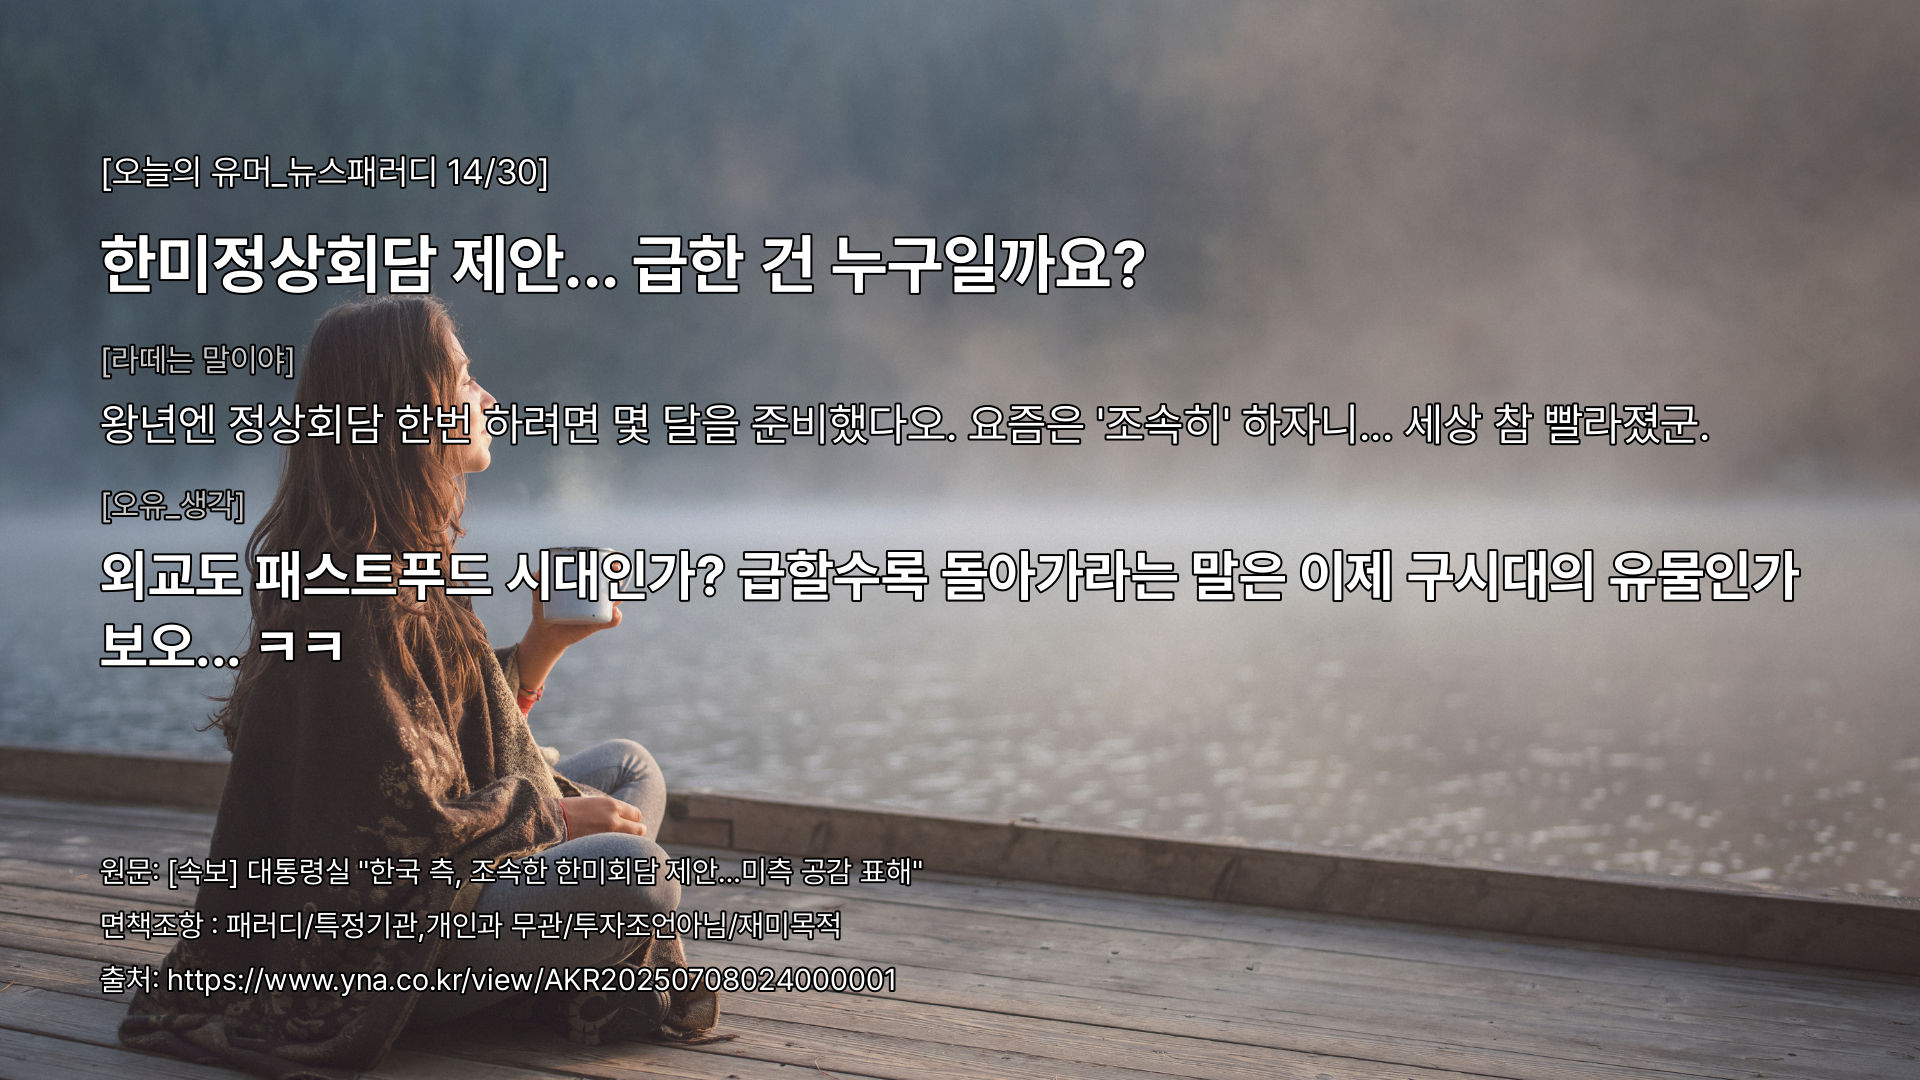 [오늘의 유머_뉴스패러디 14/30]
한미정상회담 제안... 급한 건 누구일까요?
[라떼는 말이야]
왕년엔 정상회담 한번 하려면 몇 달을 준비했다오. 요즘은 '조속히' 하자니... 세상 참 빨라졌군.
[오유_생각]
외교도 패스트푸드 시대인가? 급할수록 돌아가라는 말은 이제 구시대의 유물인가
보오... ㅋㅋ
원문: [속보] 대통령실 "한국 측, 조속한 한미회담 제안…미측 공감 표해"
면책조항 : 패러디/특정기관,개인과 무관/투자조언아님/재미목적
출처: https://www.yna.co.kr/view/AKR20250708024000001